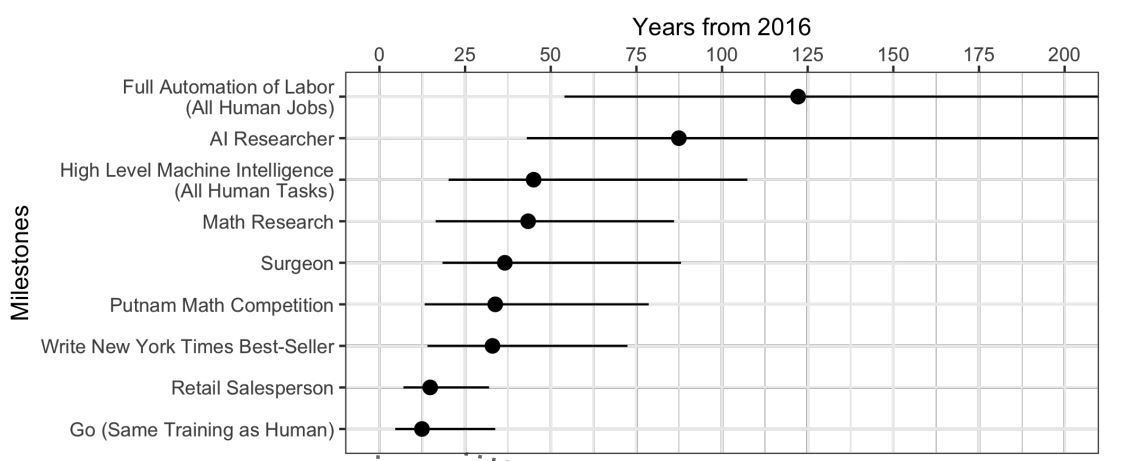 Years from 2016
0 25 50 75 100 125 150 175 200
Full Automation of Labor
(All Human Jobs)
AI Researcher
High Level Machine Intelligence
(All Human Tasks)
Math Research
Surgeon
Putnam Math Competition
Write New York Times Best-Seller
Retail Salesperson
Go (Same Training as Human)
Milestones